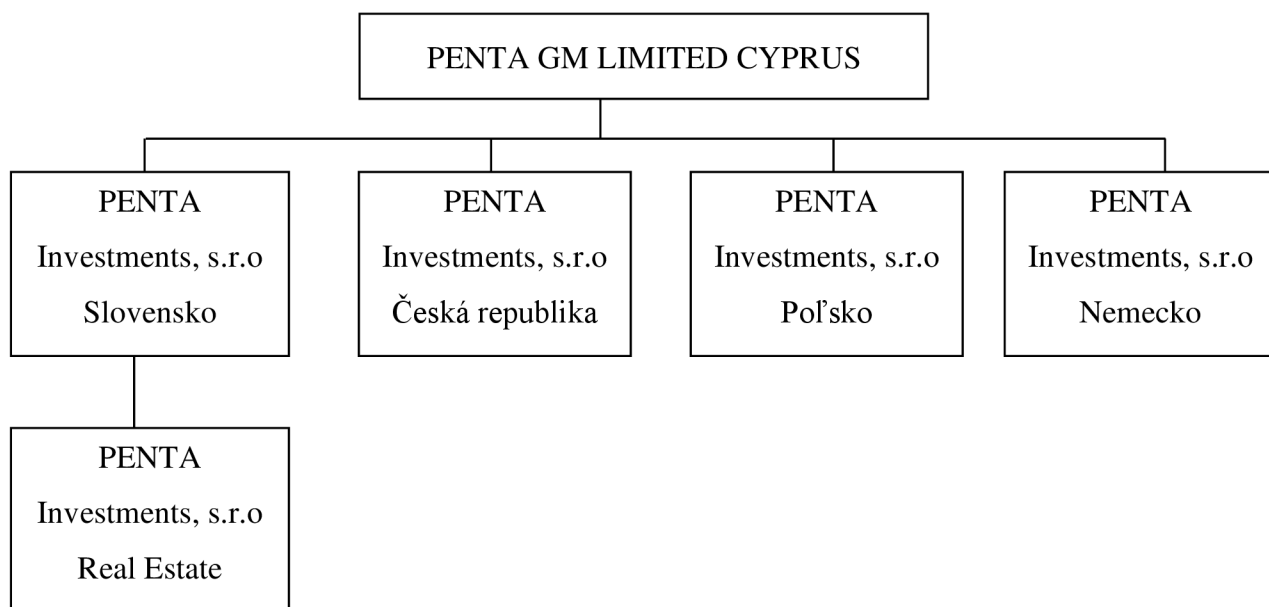 PENTA GM LIMITED CYPRUS
PENTA
Investments, s.r.o
Slovensko
PENTA
Investments, s.r.o
Česká republika
PENTA
Investments, s.r.o
Poľsko
PENTA
Investments, s.r.o
Nemecko
PENTA
Investments, s.r.o
Real Estate